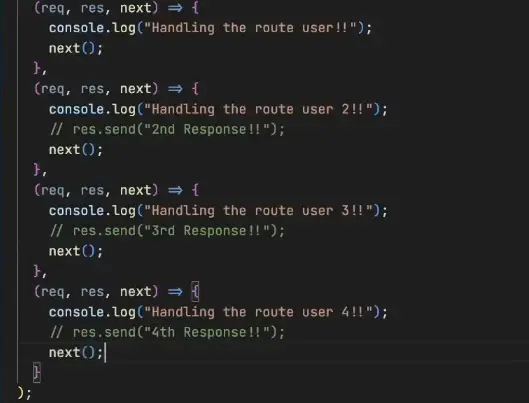 (req, res, next) => {
console.log("Handling the route user!!");
next();
},
(req, res, next) => {
console.log("Handling the route user 2!!");
// res.send("2nd Response!!");
next();
},
(req, res, next) => {
console.log("Handling the route user 3!!");
// res.send("3rd Response!!");
next();
},
(req, res, next) => {
console.log("Handling the route user 4!!");
// res.send("4th Response!!");
next();
}
);